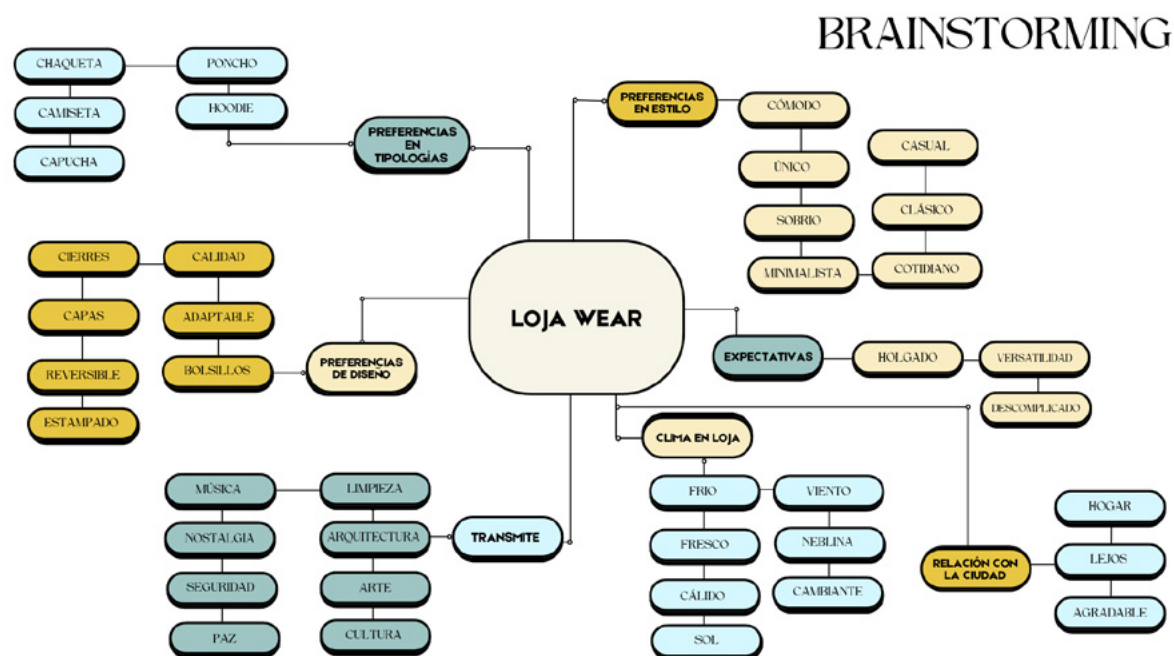 BRAINSTORMING
CHAQUETA
PONCHO
CAMISETA
HOODIE
CAPUCHA
PREFERENCIAS
EN
TIPOLOGÍAS
PREFERENCIAS
EN ESTILO
CÓMODO
ÚNICO
SOBRIO
MINIMALISTA
CASUAL
CLÁSICO
COTIDIANO
CIERRES
CALIDAD
CAPAS
ADAPTABLE
REVERSIBLE
BOLSILLOS
ESTAMPADO
PREFERENCIAS
DE DISEÑO
LOJA WEAR
EXPECTATIVAS
HOLGADO
VERSATILIDAD
DESCOMPLICADO
CLIMA EN LOJA
FRIO
VIENTO
FRESCO
NEBLINA
CÁLIDO
CAMBIANTE
SOL
MÚSICA
LIMPIEZA
NOSTALGIA
ARQUITECTURA
SEGURIDAD
ARTE
PAZ
CULTURA
TRANSMITE
RELACIÓN CON
LA CIUDAD
HOGAR
LEJOS
AGRADABLE